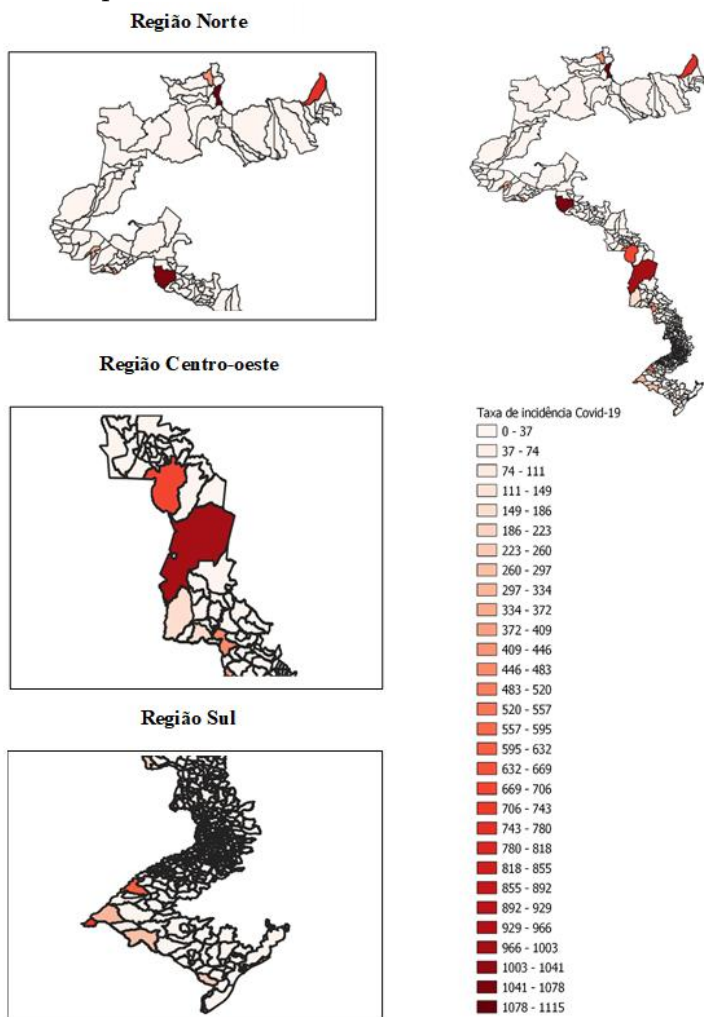 Região Norte
Região Centro-oeste
Região Sul
Taxa de incidência Covid-19
0 - 37
37 - 74
74 - 111
111 - 149
149 - 186
186 - 223
223 - 260
260 - 297
297 - 334
334 - 372
372 - 409
409 - 446
446 - 483
483 - 520
520 - 557
557 - 595
595 - 632
632 - 669
669 - 706
706 - 743
743 - 780
780 - 818
818 - 855
855 - 892
892 - 929
929 - 966
966 - 1003
1003 - 1041
1041 - 1078
1078 - 1115